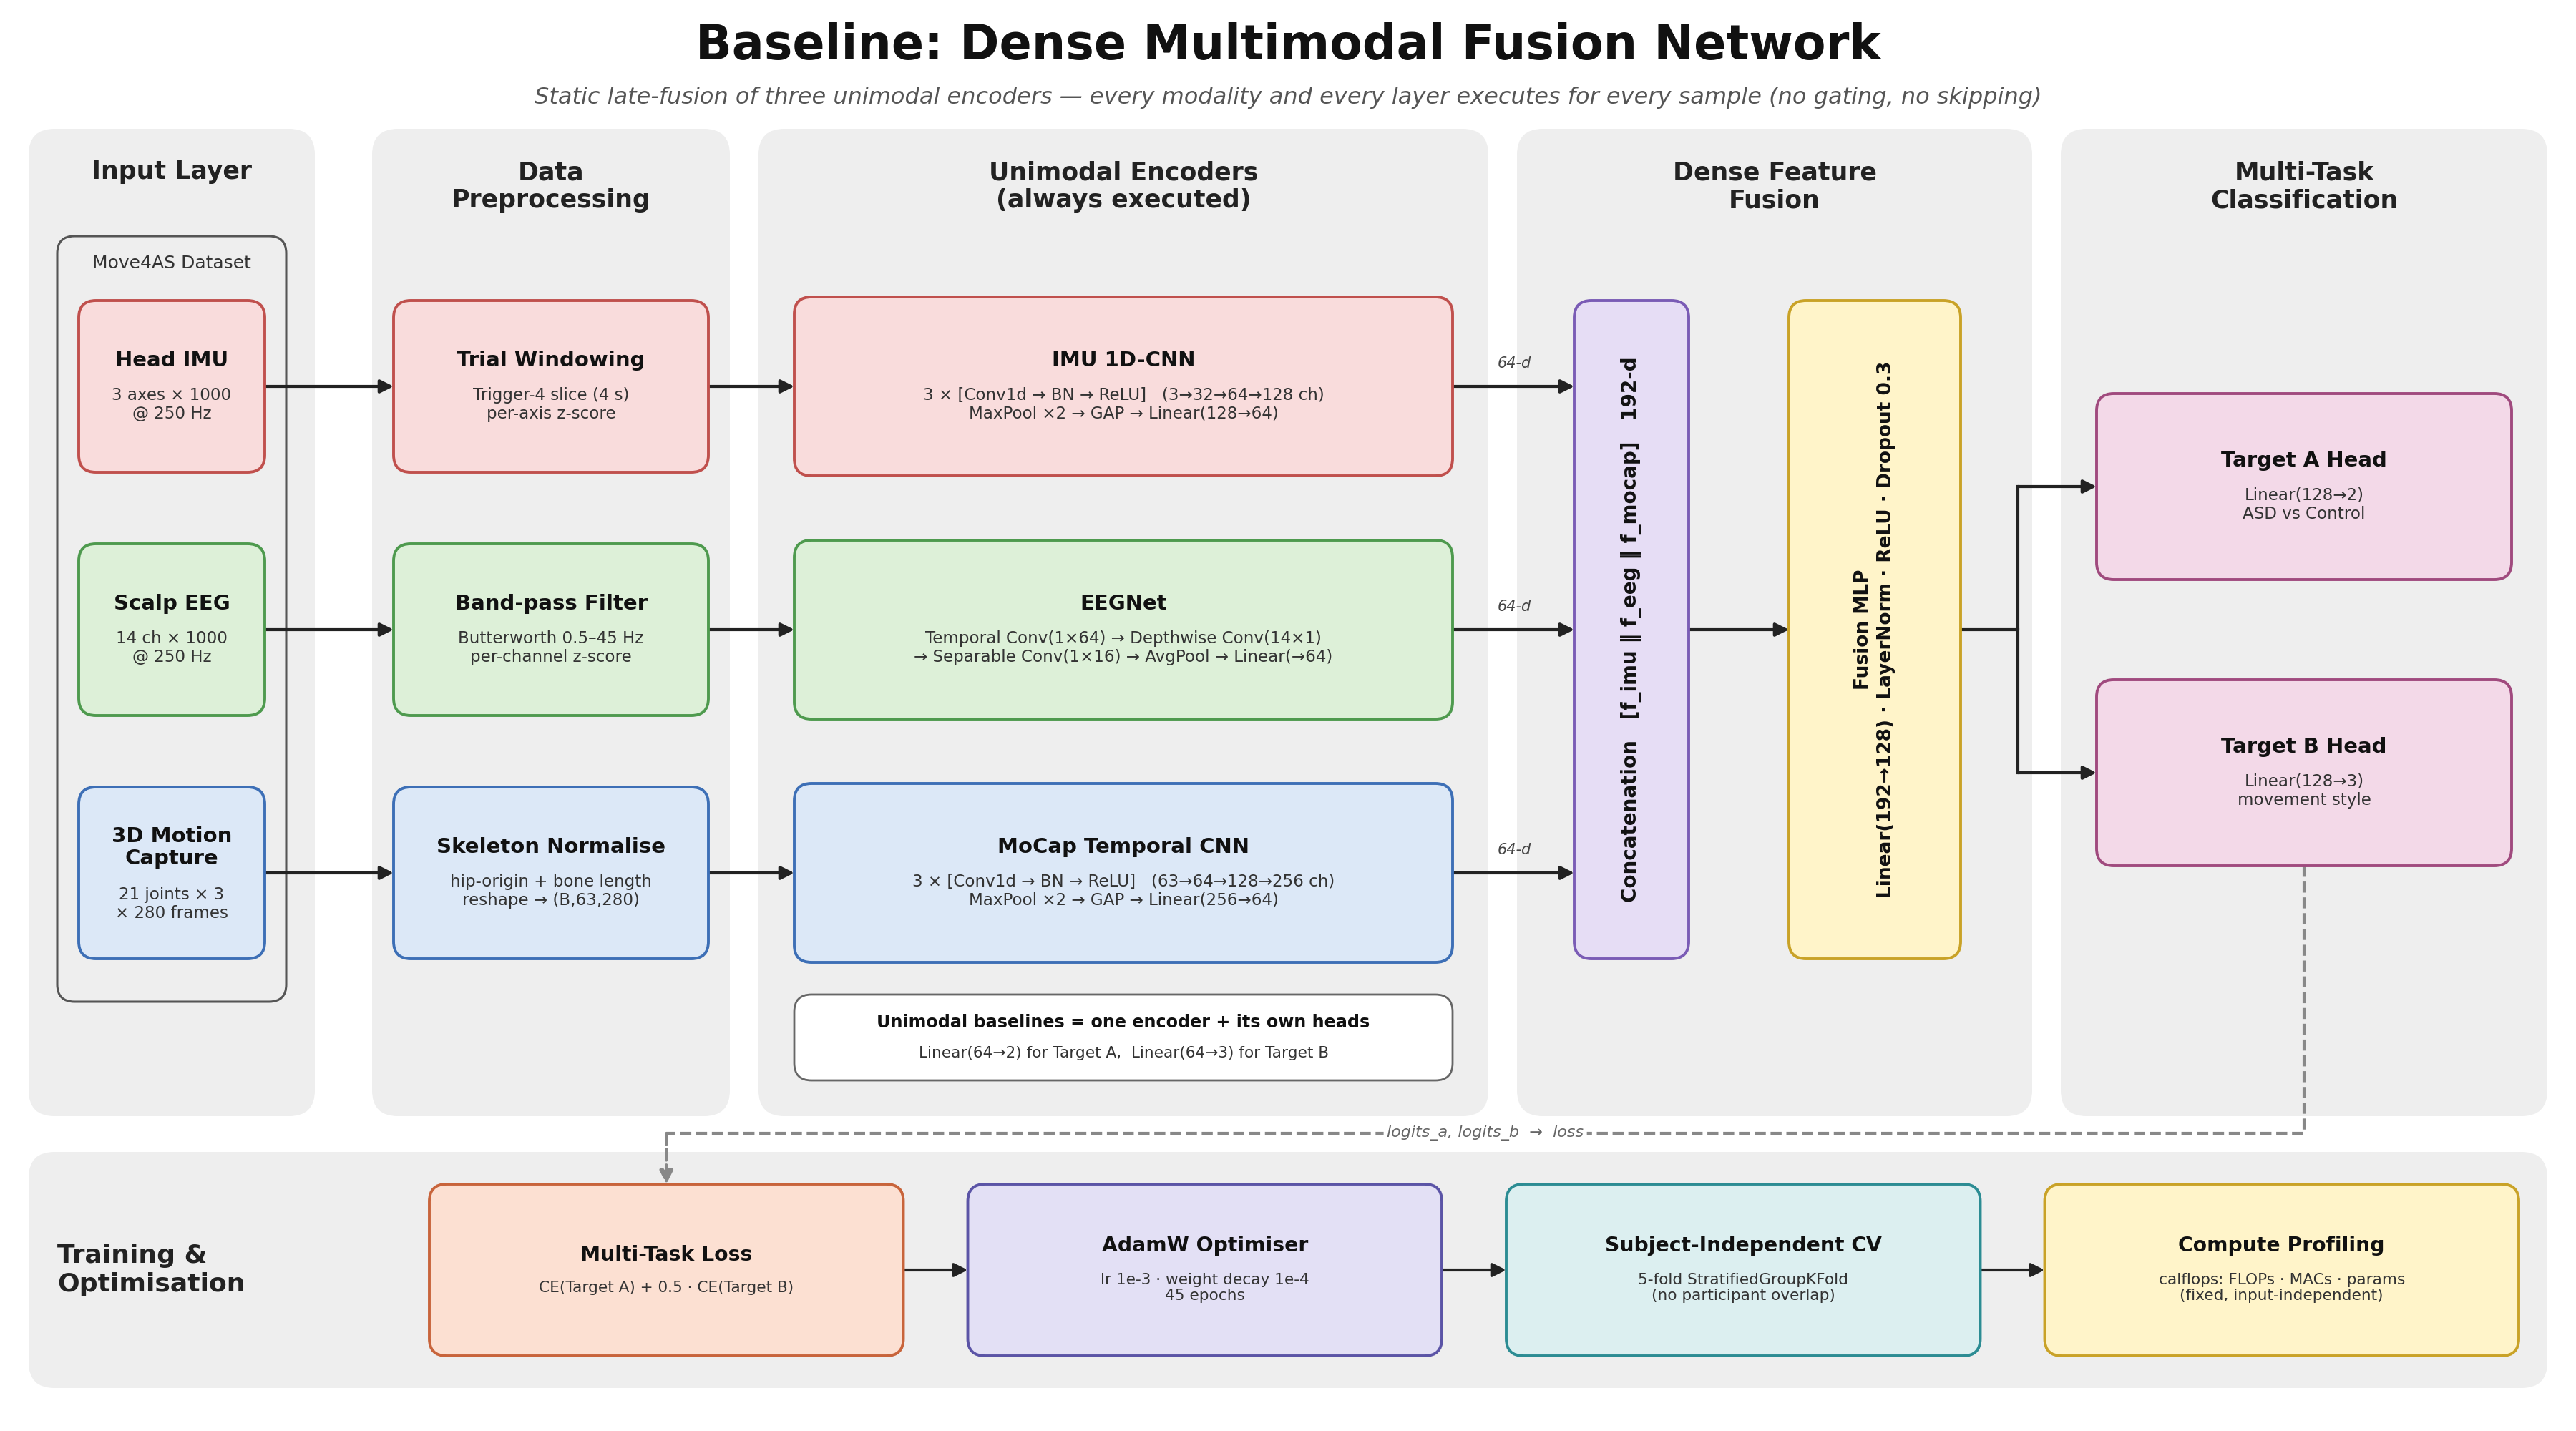 Baseline: Dense Multimodal Fusion Network
Static late-fusion of three unimodal encoders — every modality and every layer executes for every sample (no gating, no skipping)
Input Layer
Move4AS Dataset
Head IMU
3 axes × 1000
@ 250 Hz
Scalp EEG
14 ch × 1000
@ 250 Hz
3D Motion
Capture
21 joints × 3
× 280 frames
Data
Preprocessing
Trial Windowing
Trigger-4 slice (4 s)
per-axis z-score
Band-pass Filter
Butterworth 0.5–45 Hz
per-channel z-score
Skeleton Normalise
hip-origin + bone length
reshape → (B,63,280)
Unimodal Encoders
(always executed)
IMU 1D-CNN
3 × [Conv1d → BN → ReLU]   (3→32→64→128 ch)
MaxPool ×2 → GAP → Linear(128→64)
EEGNet
Temporal Conv(1×64) → Depthwise Conv(14×1)
→ Separable Conv(1×16) → AvgPool → Linear(→64)
MoCap Temporal CNN
3 × [Conv1d → BN → ReLU]   (63→64→128→256 ch)
MaxPool ×2 → GAP → Linear(256→64)
Unimodal baselines = one encoder + its own heads
Linear(64→2) for Target A,  Linear(64→3) for Target B
64-d
64-d
64-d
Dense Feature
Fusion
Concatenation   [f_imu ‖ f_eeg ‖ f_mocap]   192-d
Fusion MLP
Linear(192→128) · LayerNorm · ReLU · Dropout 0.3
Multi-Task
Classification
Target A Head
Linear(128→2)
ASD vs Control
Target B Head
Linear(128→3)
movement style
logits_a, logits_b  →  loss
Training &
Optimisation
Multi-Task Loss
CE(Target A) + 0.5 · CE(Target B)
AdamW Optimiser
lr 1e-3 · weight decay 1e-4
45 epochs
Subject-Independent CV
5-fold StratifiedGroupKFold
(no participant overlap)
Compute Profiling
calflops: FLOPs · MACs · params
(fixed, input-independent)